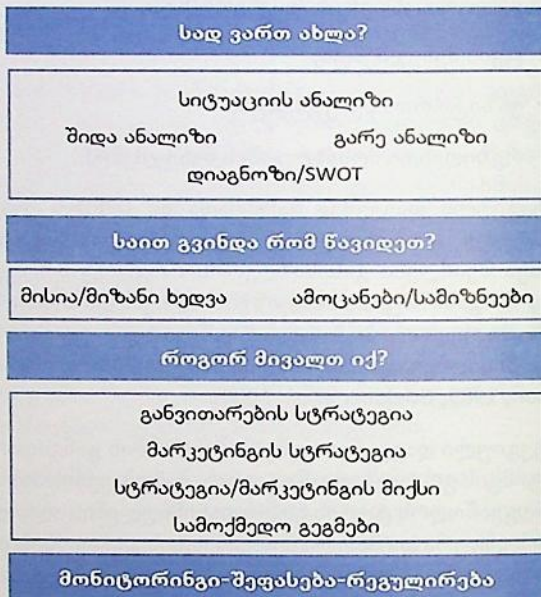 სად ვართ ახლა?
სიტუაციის ანალიზი
შიდა ანალიზი გარე ანალიზი
დიაგნოზი/SWOT
საით გვინდა რომ წავიდეთ?
მისია/მიზანი ხედვა ამოცანები/სამიზნეები
როგორ მივალთ იქ?
განვითარების სტრატეგია
მარკეტინგის სტრატეგია
სტრატეგია/მარკეტინგის მიქსი
სამოქმედო გეგმები
მონიტორინგი-შეფასება-რეგულირება